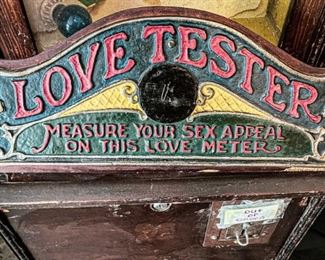 LOVE TESTER
MEASURE YOUR SEX APPEAL
ON THIS LOVE METER
OUT
OF
ORDER